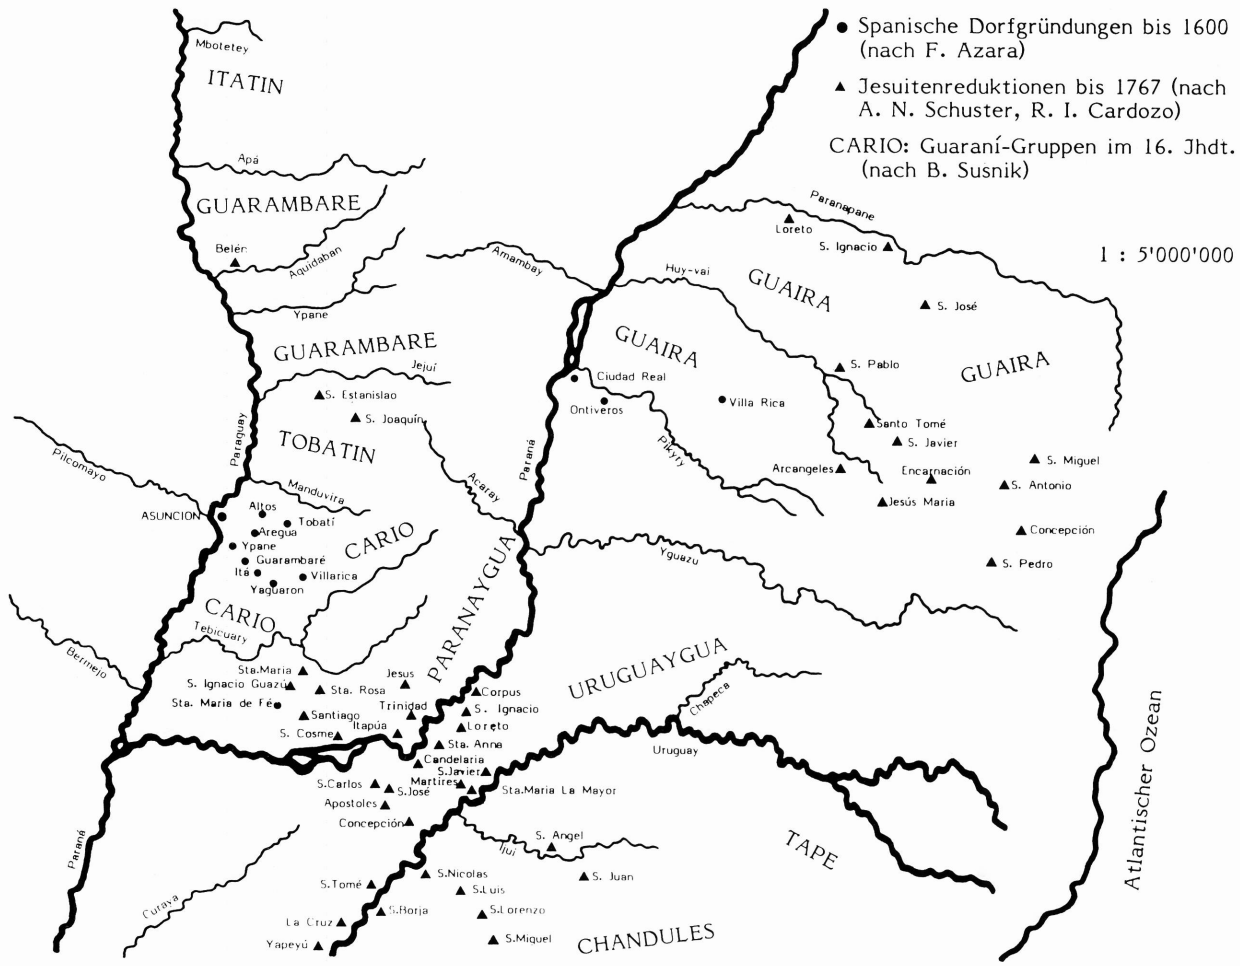 Spanische Dorfgründungen bis 1600
(nach F. Azara)
Jesuitenreduktionen bis 1767 (nach
A. N. Schuster, R. I. Cardozo)
CARIO: Guaraní-Gruppen im 16. Jhdt.
(nach B. Susnik)
1 : 5'000'000
Mbotetey
ITATIN
Apá
GUARAMBARE
Belén
Aquidaban
Ypane
GUARAMBARE
Jejuí
S. Estanislao
S. Joaquín
TOBATIN
Paraguay
Pilcomayo
Manduvira
Acaray
Paraná
ASUNCION
Altos
Tobatí
Aregua
Ypane
Guarambaré
Itá
Villarica
Yaguaron
CARIO
CARIO
Tebicuary
Bermejo
PARANAYGUA
Amambay
Huy-vai
Paranapane
Loreto
S. Ignacio
GUAIRA
S. José
GUAIRA
GUAIRA
S. Pablo
Ciudad Real
Ontiveros
Villa Rica
Pikyry
Santo Tomé
S. Javier
Arcangeles
Encarnación
Jesús Maria
S. Miguel
S. Antonio
Concepción
S. Pedro
Yguazu
URUGUAYGUA
Chapeca
Uruguay
Atlantischer Ozean
Sta.Maria
S. Ignacio Guazú
Sta. Rosa
Sta. Maria de Fé
Santiago
S. Cosme
Jesus
Trinidad
Itapúa
Corpus
S. Ignacio
Loreto
Sta. Anna
Candelaria
S.Javier
Martires
Sta.Maria La Mayor
S.Carlos
S.José
Apostoles
Concepción
Paraná
Curaya
S. Angel
Ijui
S. Juan
TAPE
S.Nicolas
S.Tomé
S.Luis
S.Borja
S.Lorenzo
La Cruz
Yapeyú
S.Miguel
CHANDULES